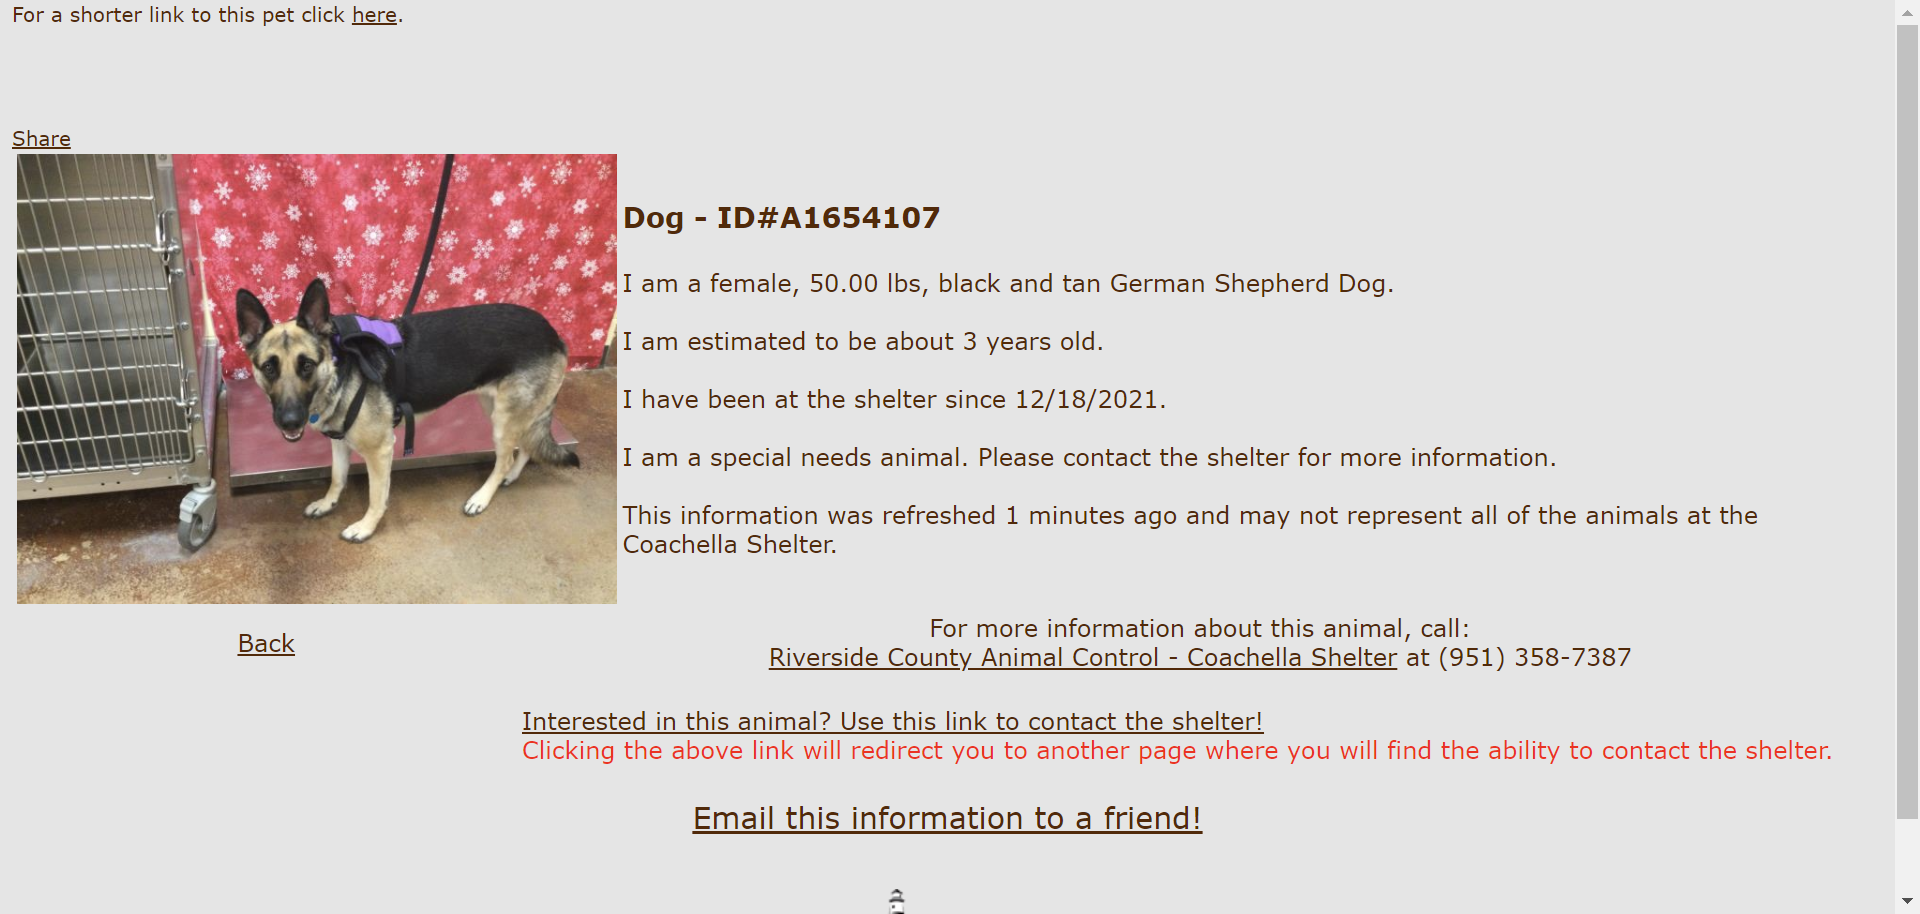 For a shorter link to this pet click here.
Share
Dog - ID#A1654107
I am a female, 50.00 lbs, black and tan German Shepherd Dog.
I am estimated to be about 3 years old.
I have been at the shelter since 12/18/2021.
I am a special needs animal. Please contact the shelter for more information.
This information was refreshed 1 minutes ago and may not represent all of the animals at the
Coachella Shelter.
Back
For more information about this animal, call:
Riverside County Animal Control - Coachella Shelter at (951) 358-7387
Interested in this animal? Use this link to contact the shelter!
Clicking the above link will redirect you to another page where you will find the ability to contact the shelter.
Email this information to a friend!